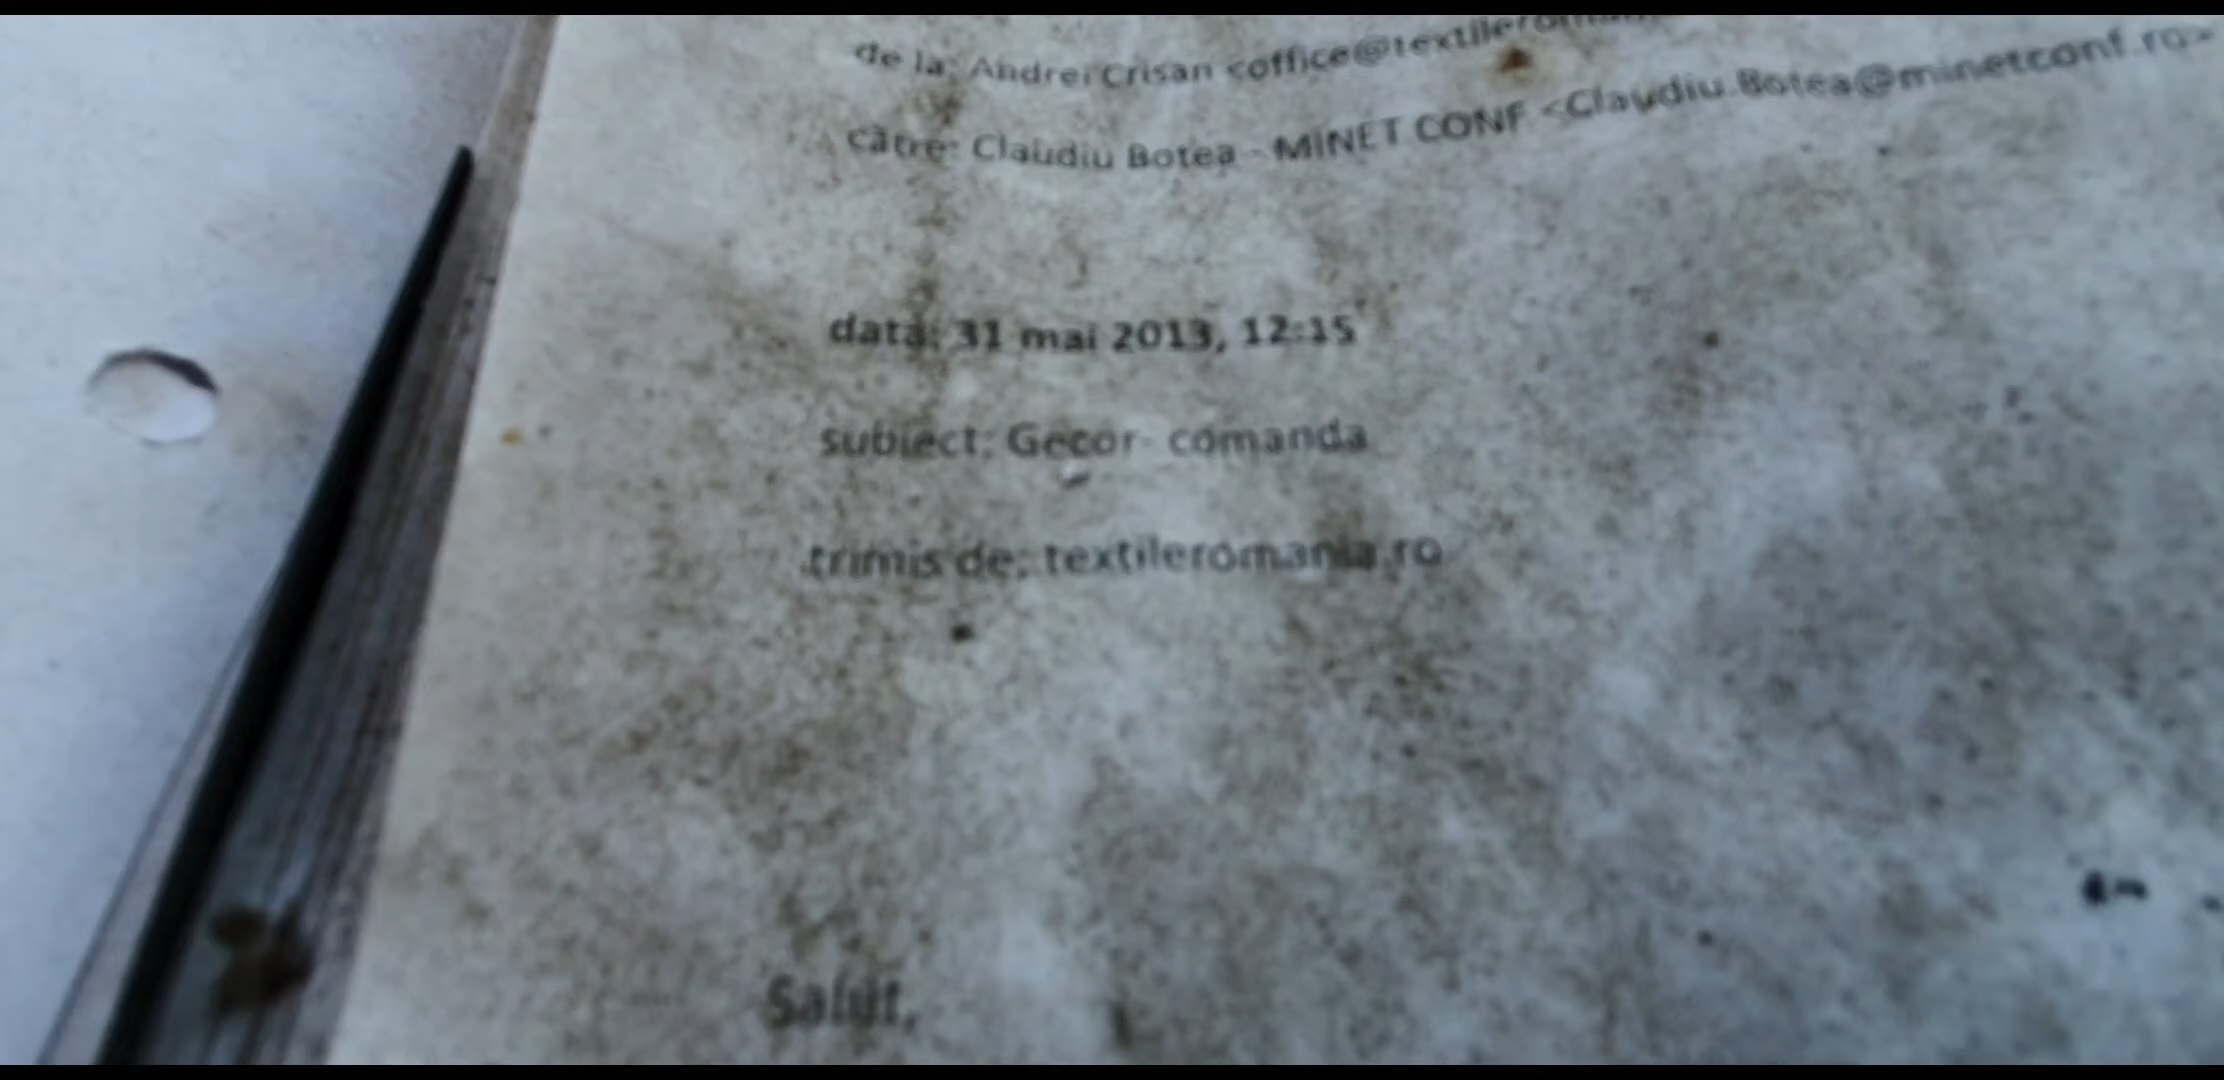 de la: Andrei Crisan <office@textileroman
către: Claudiu Botea - MINET CONF <Claudiu.Botea@minetconf.ro>
data: 31 mai 2013, 12:15
subiect: Gecor- comanda
trimis de: textileromania.ro
Salut,